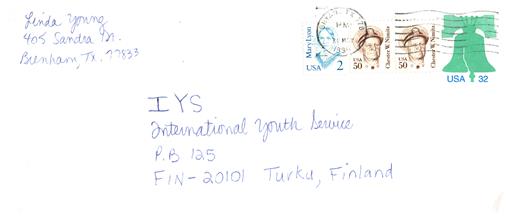 Linda Young
405 Sandra Dr.
Brenham, Tx. 77833
Mary Lyon
USA 2
USA 50
Chester W. Nimitz
USA 50
Chester W. Nimitz
USA 32
IYS
International Youth Service
P.B 125
FIN-20101 Turku, Finland